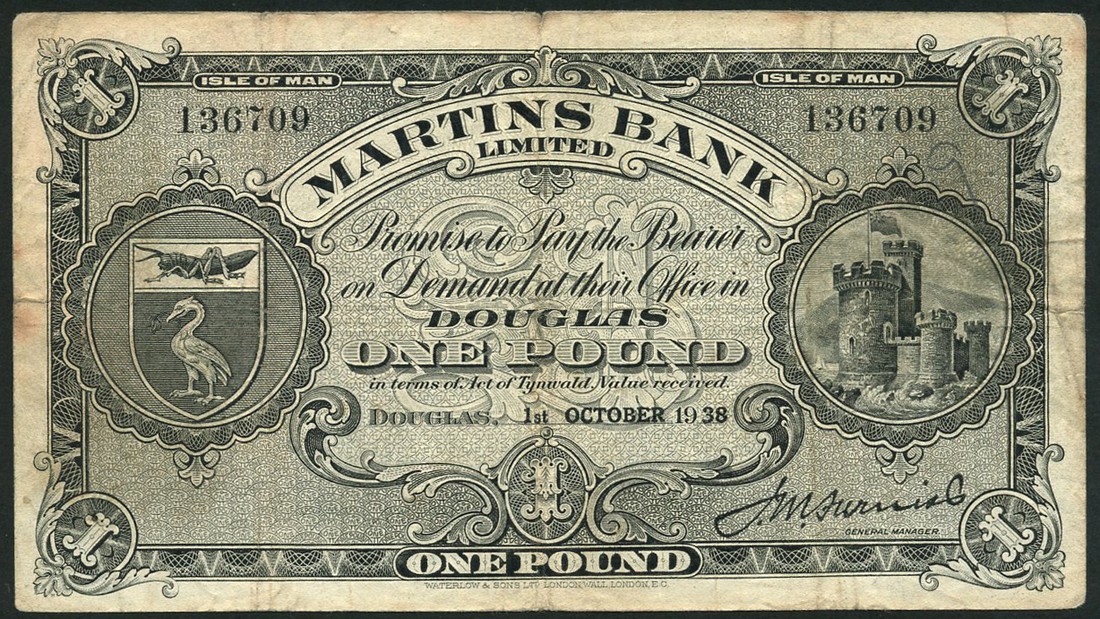 ISLE OF MAN ISLE OF MAN
136709 136709
MARTINS BANK
LIMITED
Promise to Pay the Bearer
on Demand at their Office in
DOUGLAS
ONE POUND
in terms of Act of Tynwald, Value received.
DOUGLAS, 1st OCTOBER 1938
GENERAL MANAGER
ONE POUND
WATERLOW & SONS LTD LONDON WALL, LONDON, E.C.